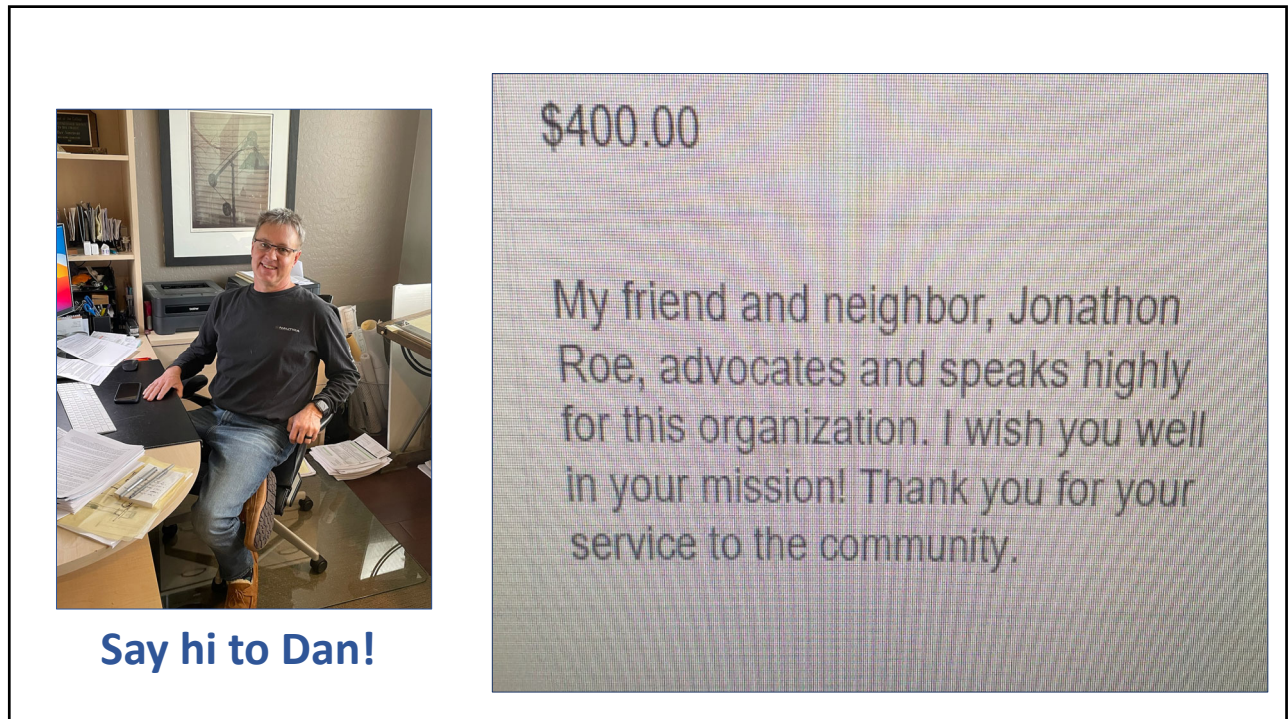 Say hi to Dan!
$400.00
My friend and neighbor, Jonathon
Roe, advocates and speaks highly
for this organization. I wish you well
in your mission! Thank you for your
service to the community.